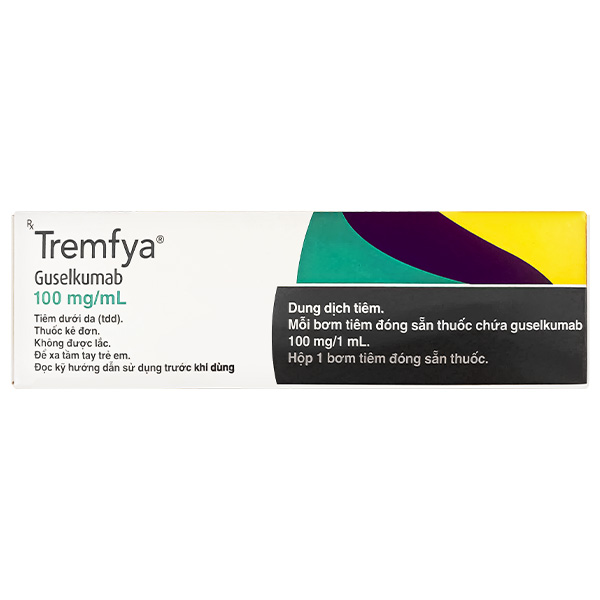 Rx
Tremfya®
Guselkumab
100 mg/mL
Tiêm dưới da (tdd).
Thuốc kê đơn.
Không được lắc.
Để xa tầm tay trẻ em.
Đọc kỹ hướng dẫn sử dụng trước khi dùng
Dung dịch tiêm.
Mỗi bơm tiêm đóng sẵn thuốc chứa guselkumab
100 mg/1 mL.
Hộp 1 bơm tiêm đóng sẵn thuốc.